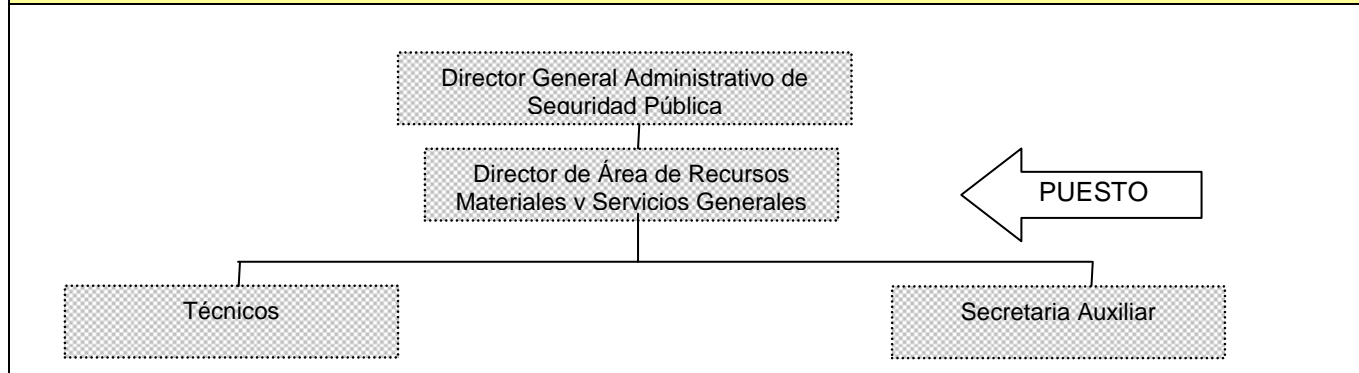 Director General Administrativo de
Seguridad Pública
Director de Área de Recursos
Materiales y Servicios Generales
PUESTO
Técnicos
Secretaria Auxiliar